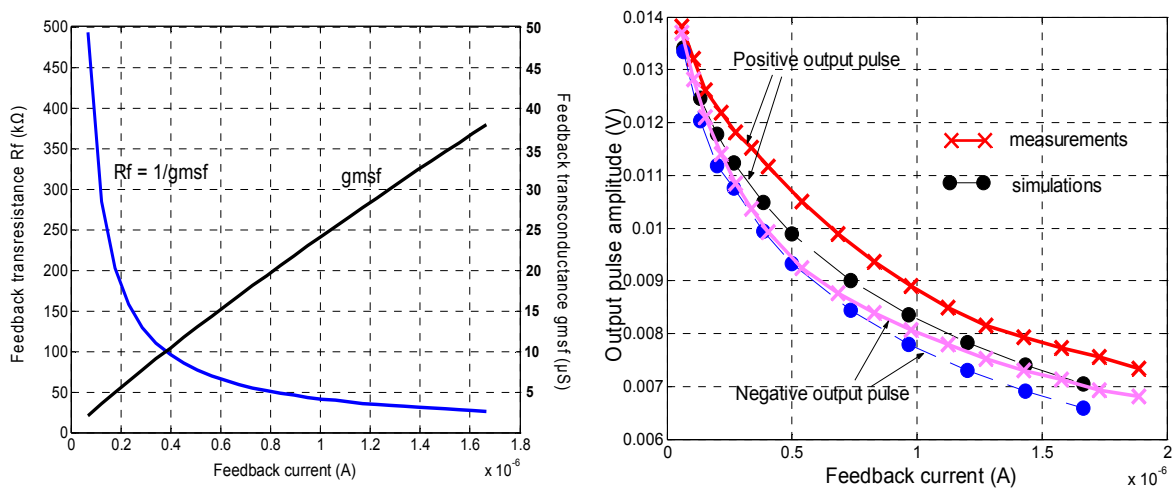 Feedback transresistance Rf (kΩ)
500
450
400
350
300
250
200
150
100
50
0
Rf = 1/gmsf
gmsf
50
45
40
35
30
25
20
15
10
5
Feedback transconductance gmsf (µS)
0 0.2 0.4 0.6 0.8 1.0 1.2 1.4 1.6 1.8
Feedback current (A)
x 10⁻⁶
Output pulse amplitude (V)
0.014
0.013
0.012
0.011
0.01
0.009
0.008
0.007
0.006
Positive output pulse
measurements
simulations
Negative output pulse
0 0.5 1 1.5 2
Feedback current (A)
x 10⁻⁶